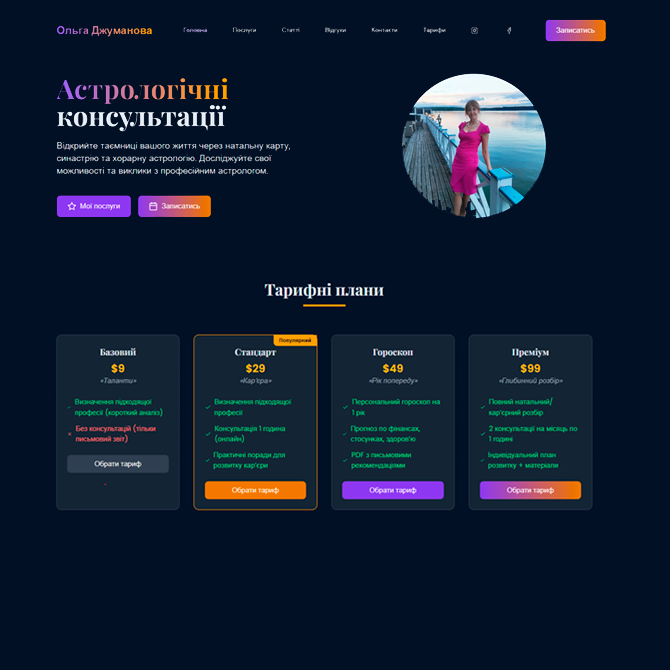 Ольга Джуманова
Головна
Послуги
Статті
Відгуки
Контакти
Тарифи
Записатись
Астрологічні
консультації
Відкрийте таємниці вашого життя через натальну карту,
синастрію та хорарну астрологію. Досліджуйте свої
можливості та виклики з професійним астрологом.
Мої послуги
Записатись
Тарифні плани
Базовий
$9
«Таланти»
Визначення підходящої
професії (короткий аналіз)
Без консультацій (тільки
письмовий звіт)
Обрати тариф
Популярний
Стандарт
$29
«Кар'єра»
Визначення підходящої
професії
Консультація 1 година
(онлайн)
Практичні поради для
розвитку кар'єри
Обрати тариф
Гороскоп
$49
«Рік попереду»
Персональний гороскоп на
1 рік
Прогноз по фінансах,
стосунках, здоров'ю
PDF з письмовими
рекомендаціями
Обрати тариф
Преміум
$99
«Глибинний розбір»
Повний натальний/
кар'єрний розбір
2 консультації на місяць по
1 годині
Індивідуальний план
розвитку + матеріали
Обрати тариф